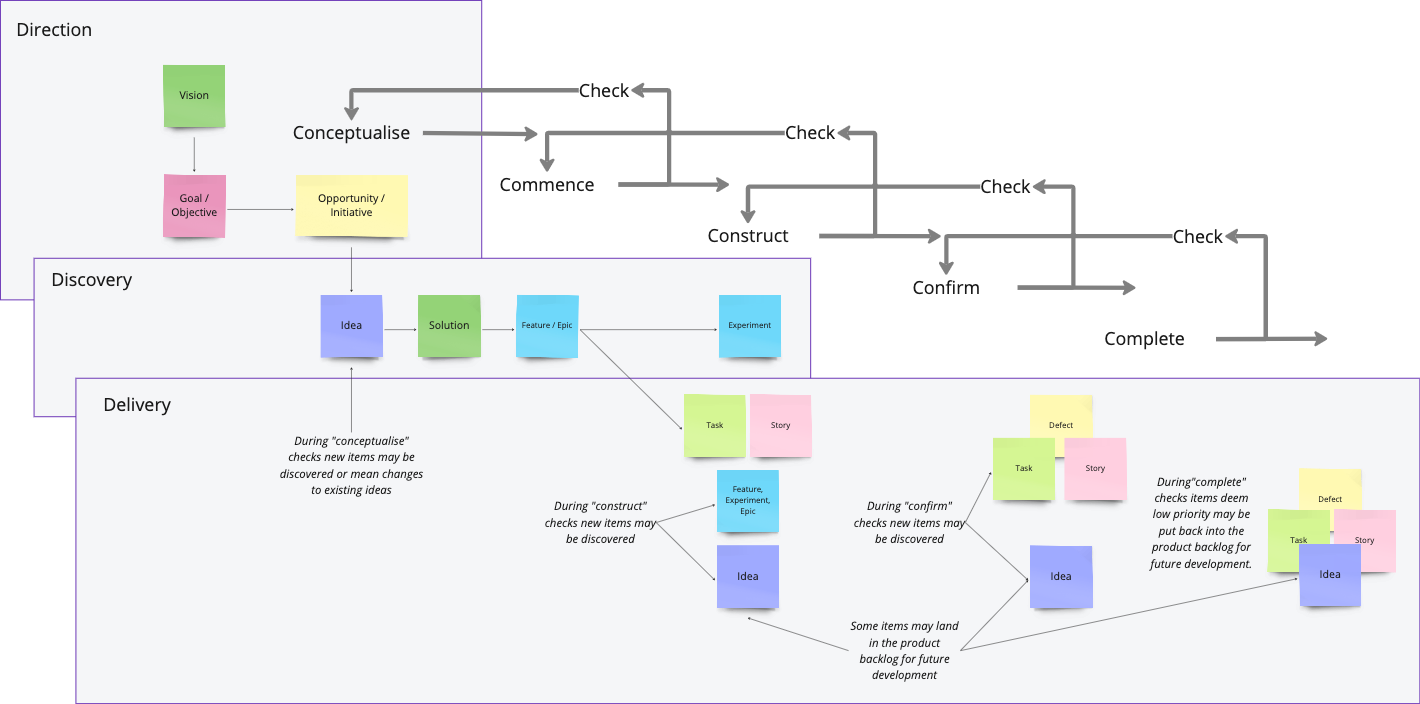 Direction
Vision
Check
Conceptualise
Check
Commence
Goal /
Objective
Opportunity /
Initiative
Check
Construct
Check
Confirm
Complete
Discovery
Idea
Solution
Feature / Epic
Experiment
Delivery
During "conceptualise"
checks new items may be
discovered or mean changes
to existing ideas
Task
Story
Feature,
Experiment,
Epic
During "construct"
checks new items may
be discovered
Idea
Defect
Task
Story
During "confirm"
checks new items may
be discovered
Idea
During"complete"
checks items deem
low priority may be
put back into the
product backlog for
future development.
Defect
Task
Story
Idea
Some items may land
in the product
backlog for future
development